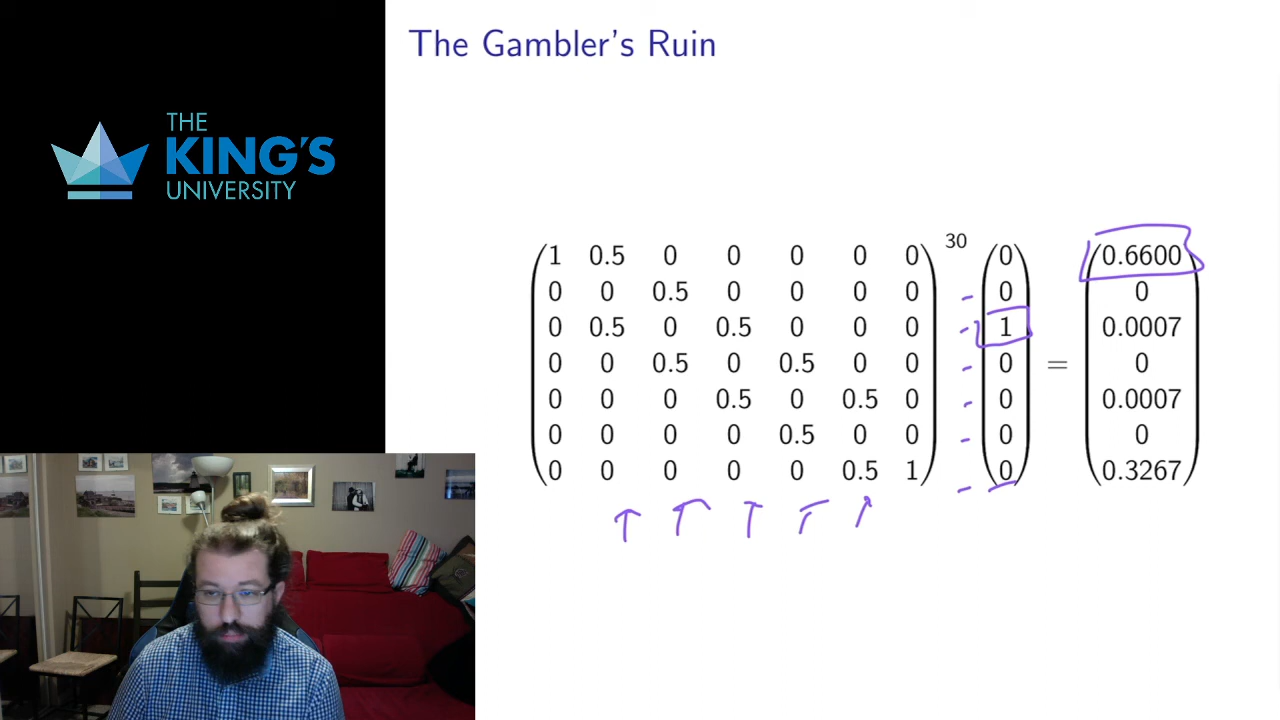 THE
KING'S
UNIVERSITY
The Gambler's Ruin
1 0.5 0 0 0 0 0
0 0 0.5 0 0 0 0
0 0.5 0 0.5 0 0 0
0 0 0.5 0 0.5 0 0
0 0 0 0.5 0 0.5 0
0 0 0 0 0.5 0 0
0 0 0 0 0 0.5 1
30
0
0
1
0
0
0
0
=
0.6600
0
0.0007
0
0.0007
0
0.3267